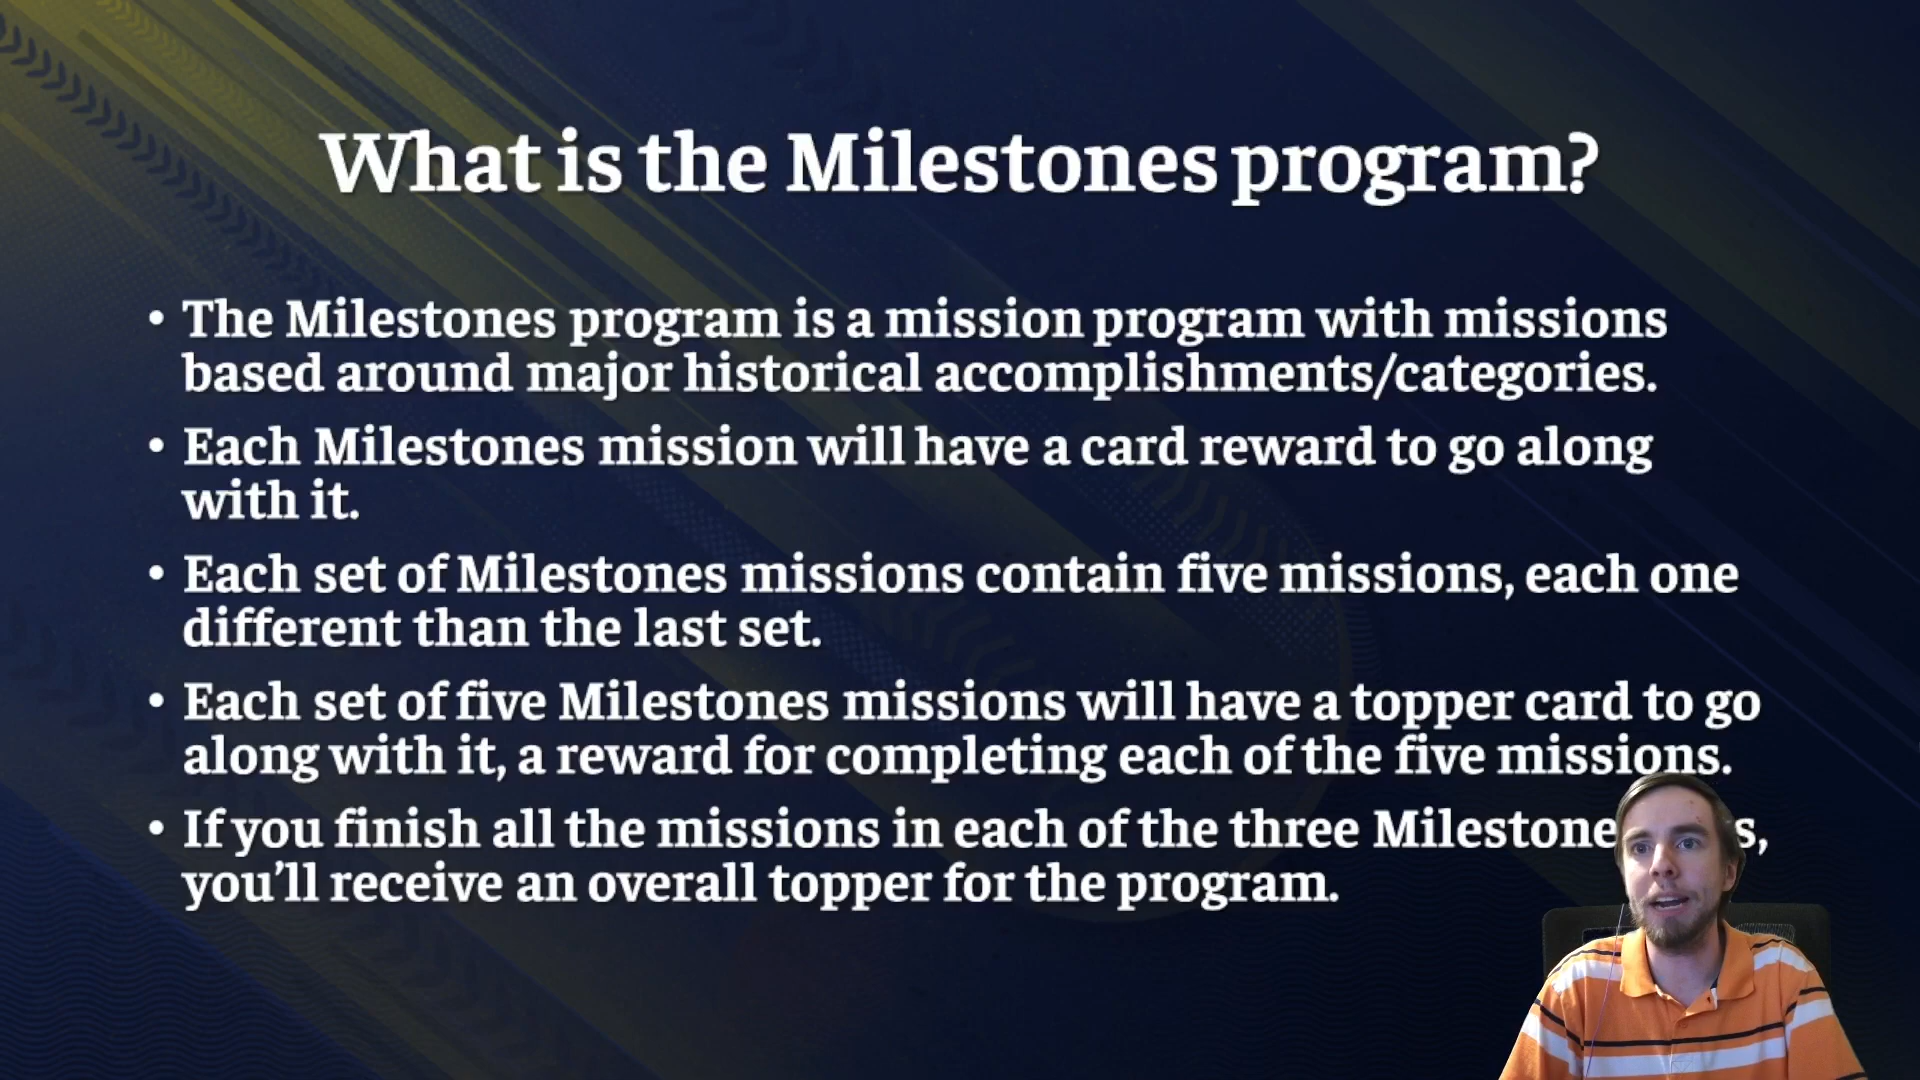 What is the Milestones program?
• The Milestones program is a mission program with missions
based around major historical accomplishments/categories.
• Each Milestones mission will have a card reward to go along
with it.
• Each set of Milestones missions contain five missions, each one
different than the last set.
• Each set of five Milestones missions will have a topper card to go
along with it, a reward for completing each of the five missions.
• If you finish all the missions in each of the three
you’ll receive an overall topper for the program.